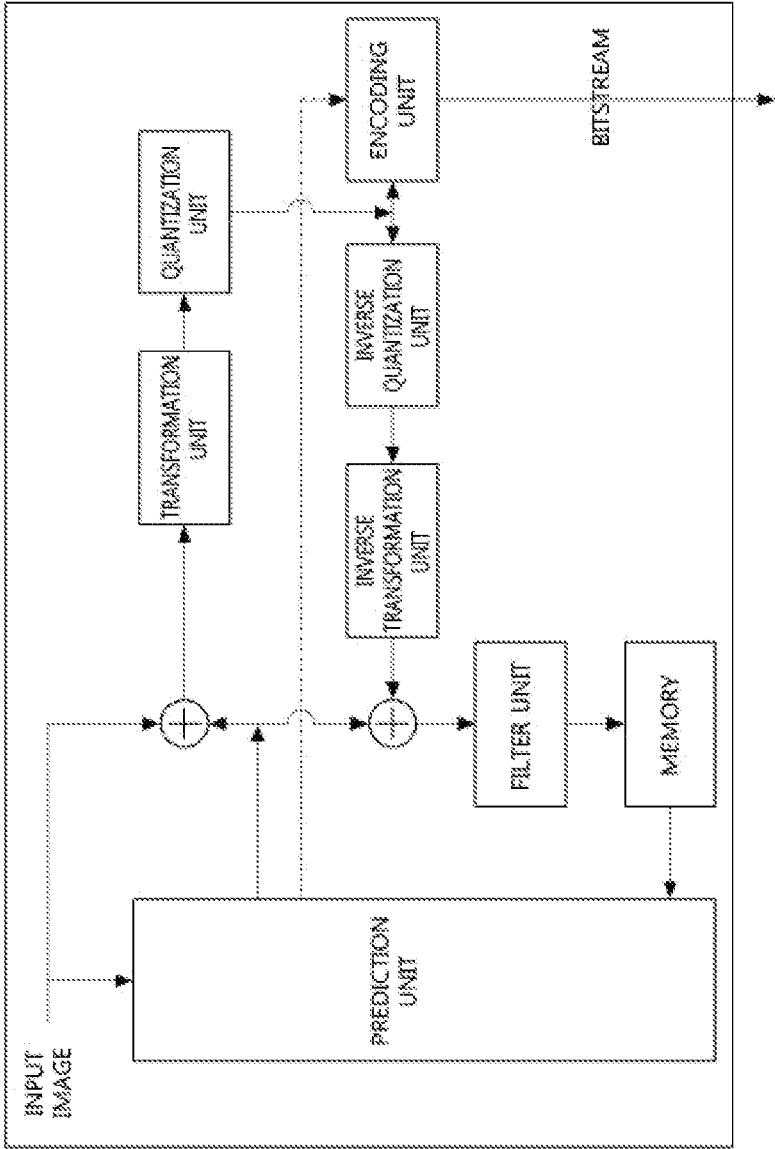 INPUT
IMAGE
TRANSFORMATION
UNIT
QUANTIZATION
UNIT
PREDICTION
UNIT
INVERSE
TRANSFORMATION
UNIT
INVERSE
QUANTIZATION
UNIT
ENCODING
UNIT
FILTER UNIT
MEMORY
BITSTREAM